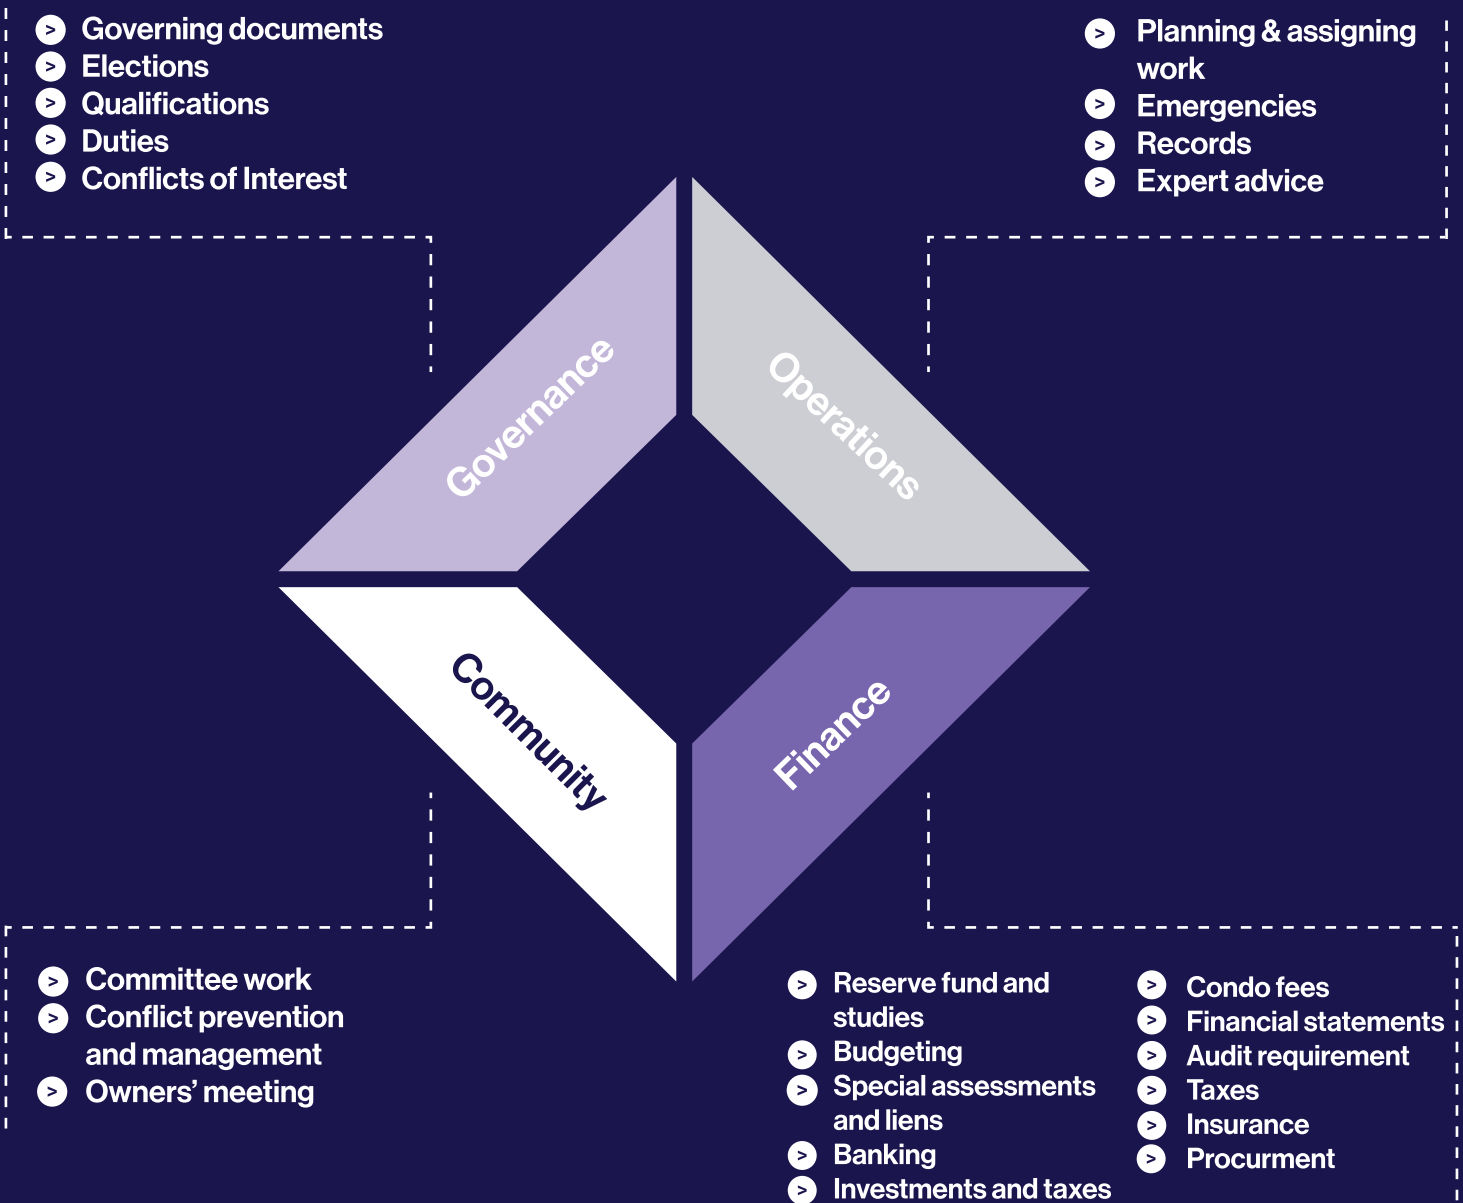 Governing documents
Elections
Qualifications
Duties
Conflicts of Interest
Planning & assigning
work
Emergencies
Records
Expert advice
Governance
Operations
Community
Finance
Committee work
Conflict prevention
and management
Owners’ meeting
Reserve fund and
studies
Budgeting
Special assessments
and liens
Banking
Investments and taxes
Condo fees
Financial statements
Audit requirement
Taxes
Insurance
Procurment